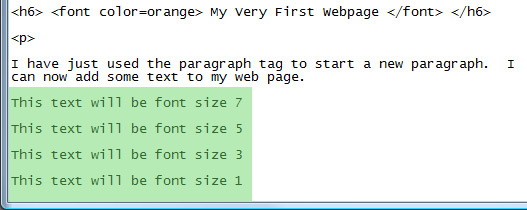 <h6> <font color=orange> My Very First Webpage </font> </h6>
<p>
I have just used the paragraph tag to start a new paragraph.  I
can now add some text to my web page.
This text will be font size 7
This text will be font size 5
This text will be font size 3
This text will be font size 1